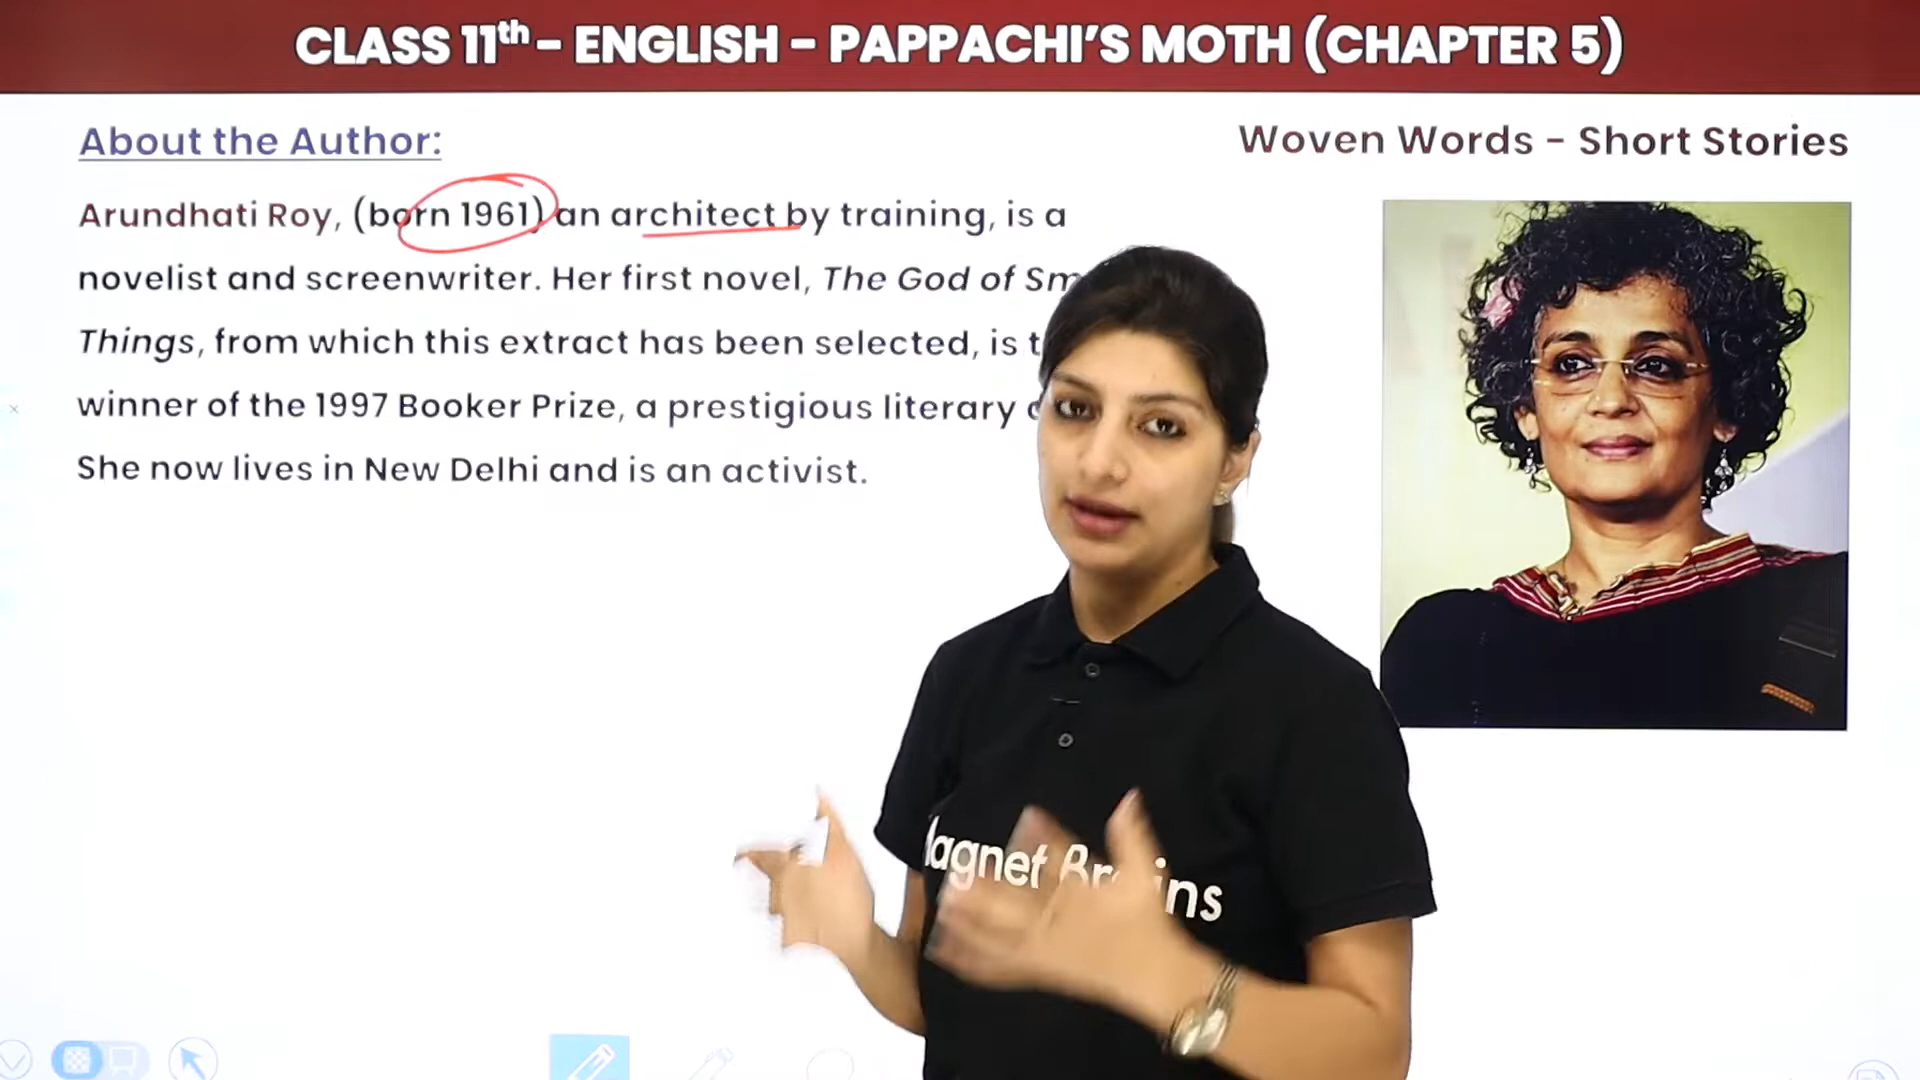 CLASS 11th – ENGLISH – PAPPACHI'S MOTH (CHAPTER 5)
About the Author:
Woven Words – Short Stories
Arundhati Roy, (born 1961) an architect by training, is a
novelist and screenwriter. Her first novel, The God of
Things, from which this extract has been selected, is
winner of the 1997 Booker Prize, a prestigious literary
She now lives in New Delhi and is an activist.